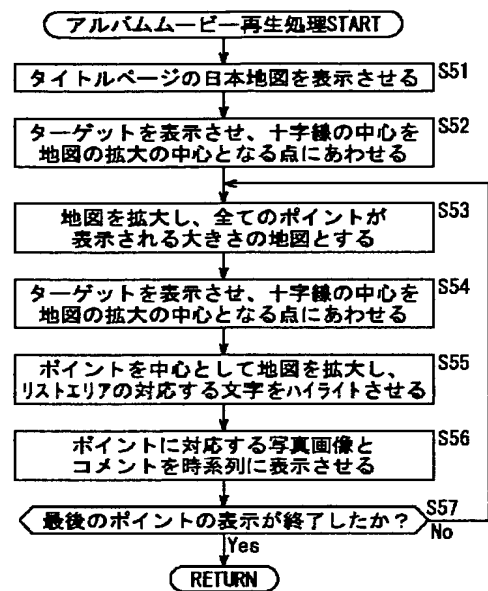 アルバムムービー再生処理START
タイトルページの日本地図を表示させる
S51
ターゲットを表示させ、十字線の中心を
地図の拡大の中心となる点にあわせる
S52
地図を拡大し、全てのポイントが
表示される大きさの地図とする
S53
ターゲットを表示させ、十字線の中心を
地図の拡大の中心となる点にあわせる
S54
ポイントを中心として地図を拡大し、
リストエリアの対応する文字をハイライトさせる
S55
ポイントに対応する写真画像と
コメントを時系列に表示させる
S56
最後のポイントの表示が終了したか？
S57
No
Yes
RETURN